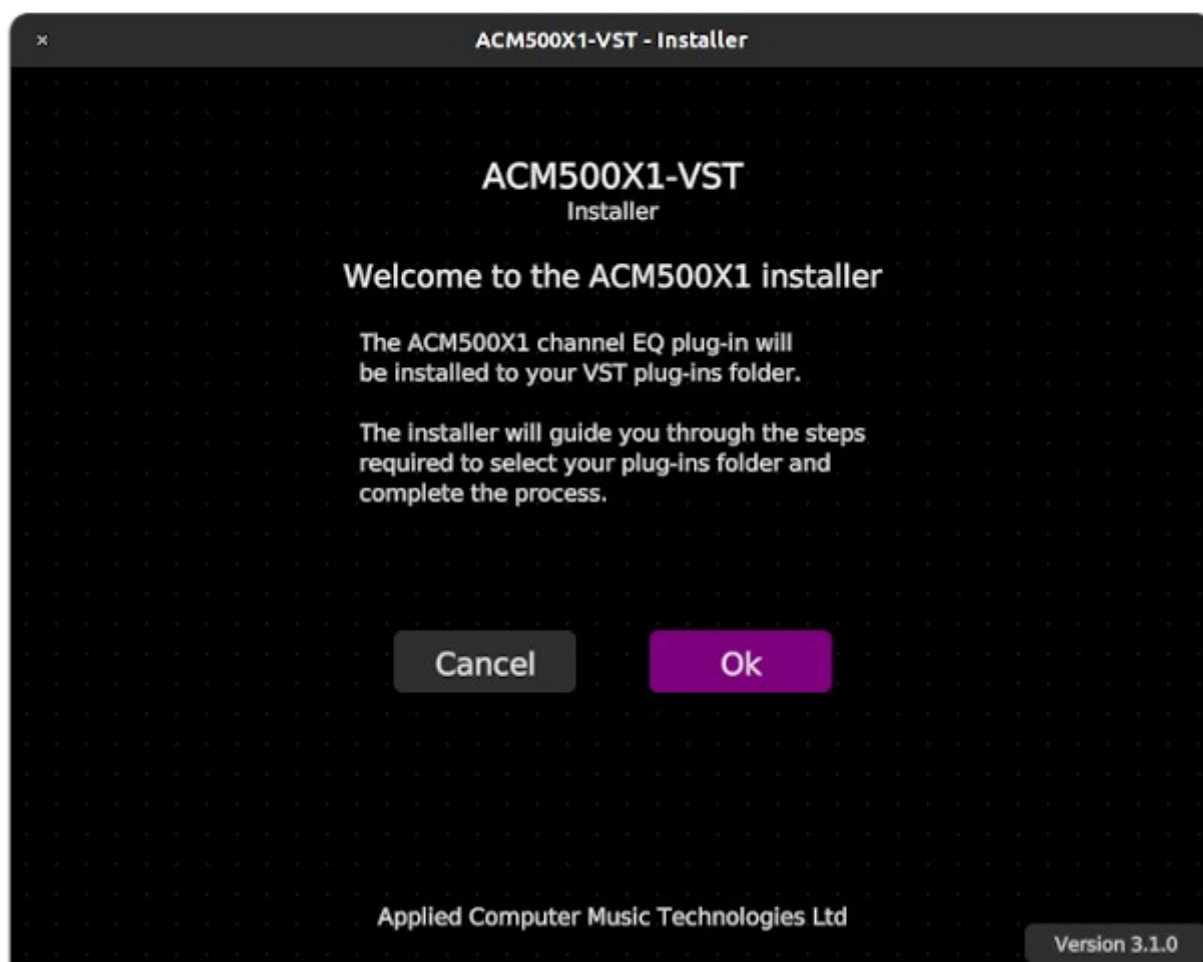 ×
ACM500X1-VST - Installer
ACM500X1-VST
Installer
Welcome to the ACM500X1 installer
The ACM500X1 channel EQ plug-in will
be installed to your VST plug-ins folder.
The installer will guide you through the steps
required to select your plug-ins folder and
complete the process.
Cancel Ok
Applied Computer Music Technologies Ltd
Version 3.1.0